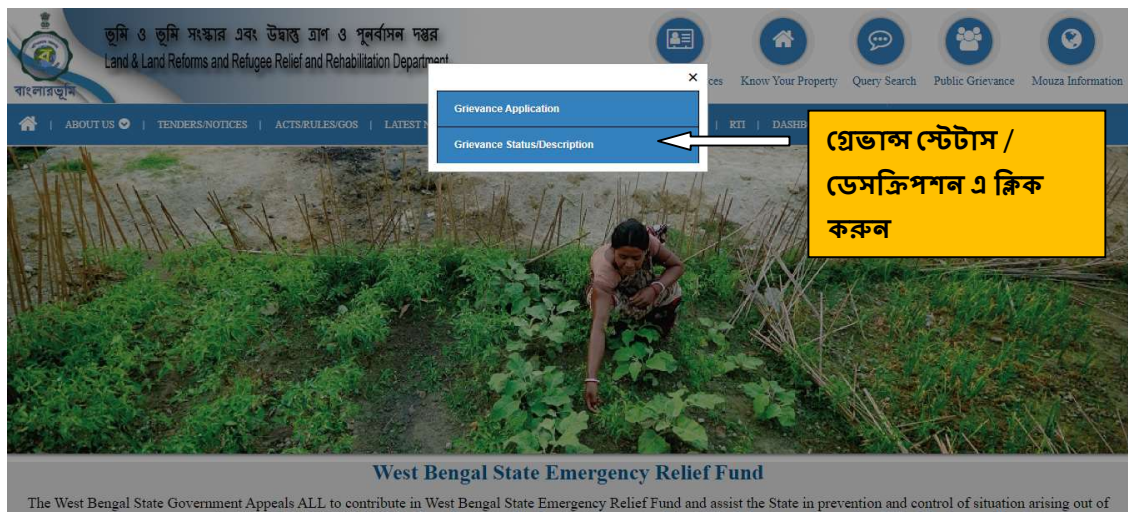 ভূমি ও ভূমি সংস্কার এবং উদ্বাস্তু ত্রাণ ও পুনর্বাসন দপ্তর
Land & Land Reforms and Refugee Relief and Rehabilitation Department
বাংলারভূমি
Know Your Property
Query Search
Public Grievance
Mouza Information
×
Grievance Application
Grievance Status/Description
ABOUT US | TENDERS/NOTICES | ACTS/RULES/GOS | LATEST
| RTI |
গ্রেভান্স স্টেটাস /
ডেসক্রিপশন এ ক্লিক
করুন
West Bengal State Emergency Relief Fund
The West Bengal State Government Appeals ALL to contribute in West Bengal State Emergency Relief Fund and assist the State in prevention and control of situation arising out of